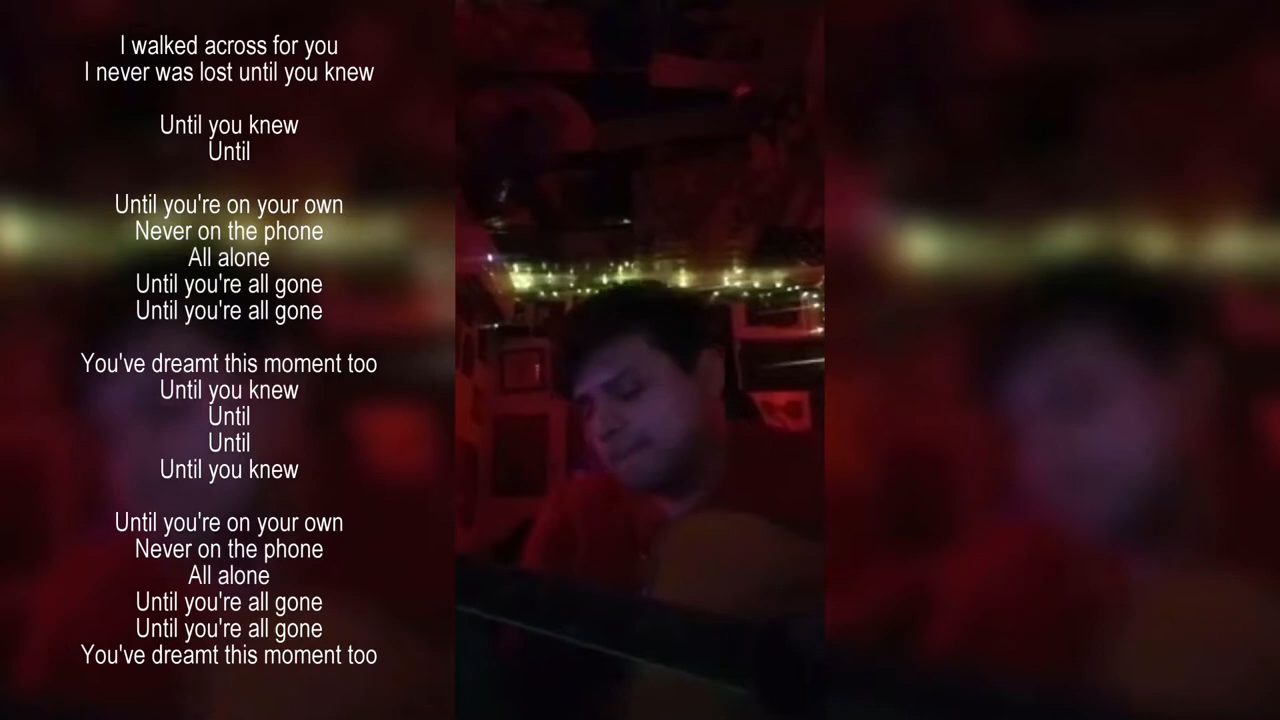 I walked across for you
I never was lost until you knew
Until you knew
Until
Until you're on your own
Never on the phone
All alone
Until you're all gone
Until you're all gone
You've dreamt this moment too
Until you knew
Until
Until
Until you knew
Until you're on your own
Never on the phone
All alone
Until you're all gone
Until you're all gone
You've dreamt this moment too